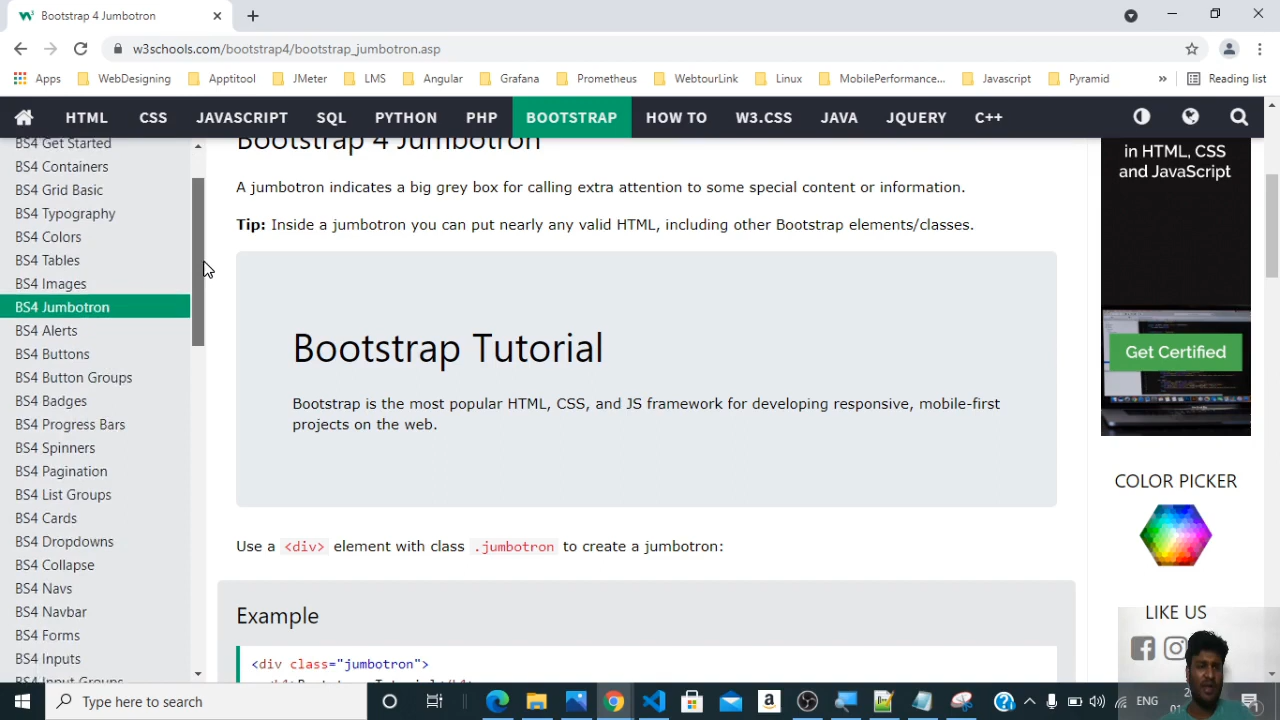 Bootstrap 4 Jumbotron
w3schools.com/bootstrap4/bootstrap_jumbotron.asp
Apps
WebDesigning
Apptitool
JMeter
LMS
Angular
Grafana
Prometheus
WebtourLink
Linux
MobilePerformance...
Javascript
Pyramid
»
Reading list
HTML
CSS
JAVASCRIPT
SQL
PYTHON
PHP
BOOTSTRAP
HOW TO
W3.CSS
JAVA
JQUERY
C++
BS4 Get Started
BS4 Containers
BS4 Grid Basic
BS4 Typography
BS4 Colors
BS4 Tables
BS4 Images
BS4 Jumbotron
BS4 Alerts
BS4 Buttons
BS4 Button Groups
BS4 Badges
BS4 Progress Bars
BS4 Spinners
BS4 Pagination
BS4 List Groups
BS4 Cards
BS4 Dropdowns
BS4 Collapse
BS4 Navs
BS4 Navbar
BS4 Forms
BS4 Inputs
BS4 Input Groups
Bootstrap 4 Jumbotron
A jumbotron indicates a big grey box for calling extra attention to some special content or information.
Tip: Inside a jumbotron you can put nearly any valid HTML, including other Bootstrap elements/classes.
Bootstrap Tutorial
Bootstrap is the most popular HTML, CSS, and JS framework for developing responsive, mobile-first
projects on the web.
Use a <div> element with class .jumbotron to create a jumbotron:
Example
<div class="jumbotron">
in HTML, CSS
and JavaScript
Get Certified
COLOR PICKER
LIKE US
Type here to search
ENG